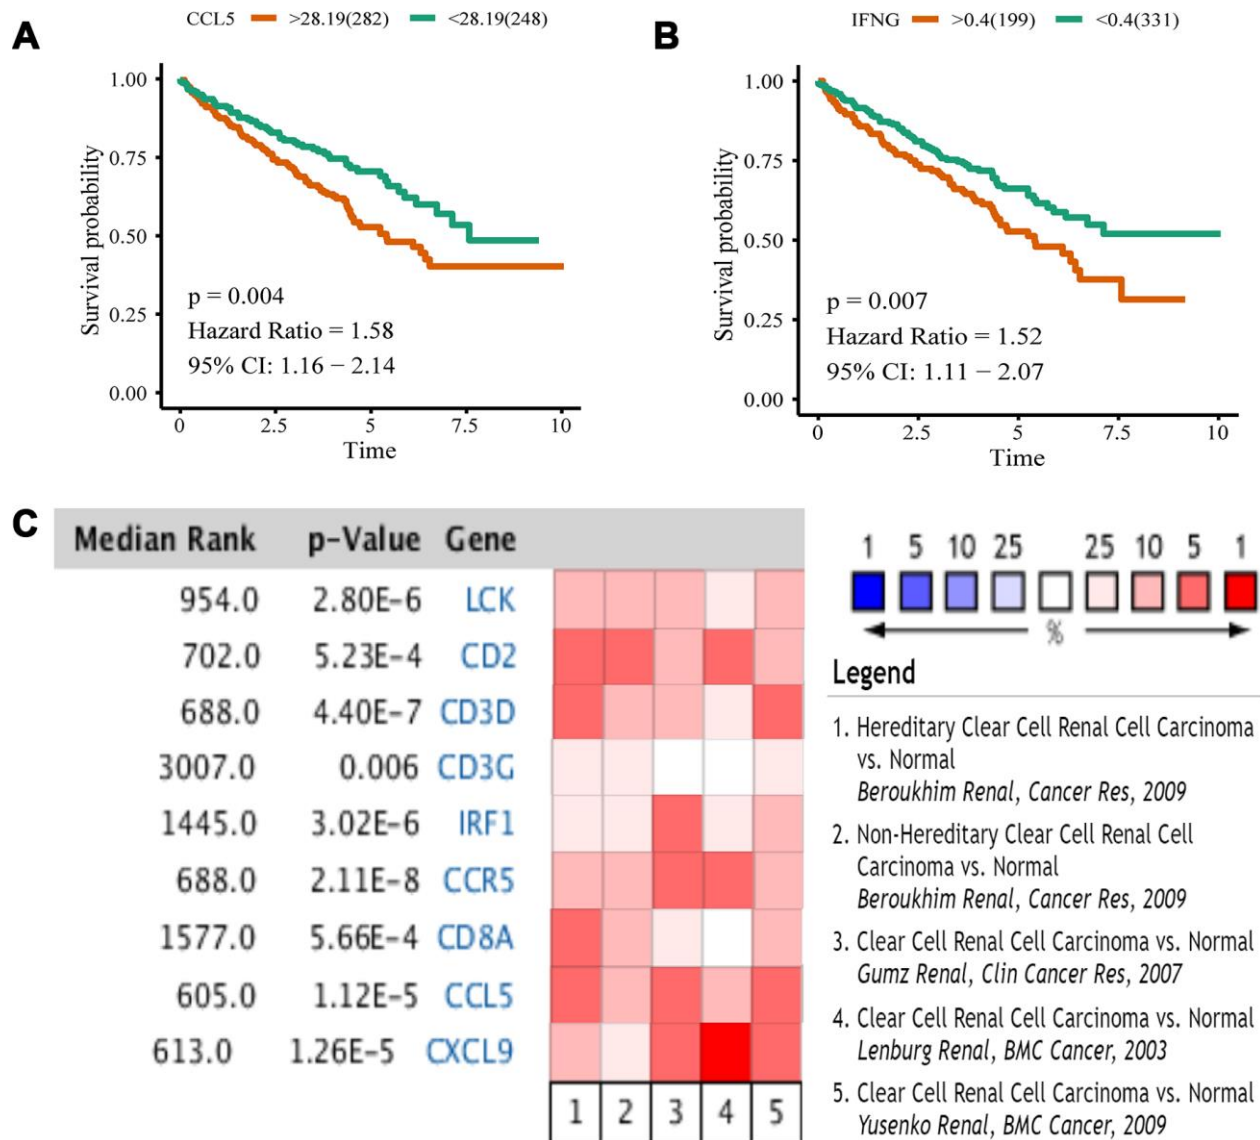 A
CCL5 >28.19(282) <28.19(248)
Survival probability
1.00
0.75
0.50
0.25
0.00
p = 0.004
Hazard Ratio = 1.58
95% CI: 1.16 − 2.14
0 2.5 5 7.5 10
Time
B
IFNG >0.4(199) <0.4(331)
Survival probability
1.00
0.75
0.50
0.25
0.00
p = 0.007
Hazard Ratio = 1.52
95% CI: 1.11 − 2.07
0 2.5 5 7.5 10
Time
C
Median Rank p-Value Gene
954.0 2.80E-6 LCK
702.0 5.23E-4 CD2
688.0 4.40E-7 CD3D
3007.0 0.006 CD3G
1445.0 3.02E-6 IRF1
688.0 2.11E-8 CCR5
1577.0 5.66E-4 CD8A
605.0 1.12E-5 CCL5
613.0 1.26E-5 CXCL9
1 2 3 4 5
1 5 10 25 25 10 5 1
%
Legend
1. Hereditary Clear Cell Renal Cell Carcinoma
vs. Normal
Beroukhim Renal, Cancer Res, 2009
2. Non-Hereditary Clear Cell Renal Cell
Carcinoma vs. Normal
Beroukhim Renal, Cancer Res, 2009
3. Clear Cell Renal Cell Carcinoma vs. Normal
Gumz Renal, Clin Cancer Res, 2007
4. Clear Cell Renal Cell Carcinoma vs. Normal
Lenburg Renal, BMC Cancer, 2003
5. Clear Cell Renal Cell Carcinoma vs. Normal
Yusenko Renal, BMC Cancer, 2009